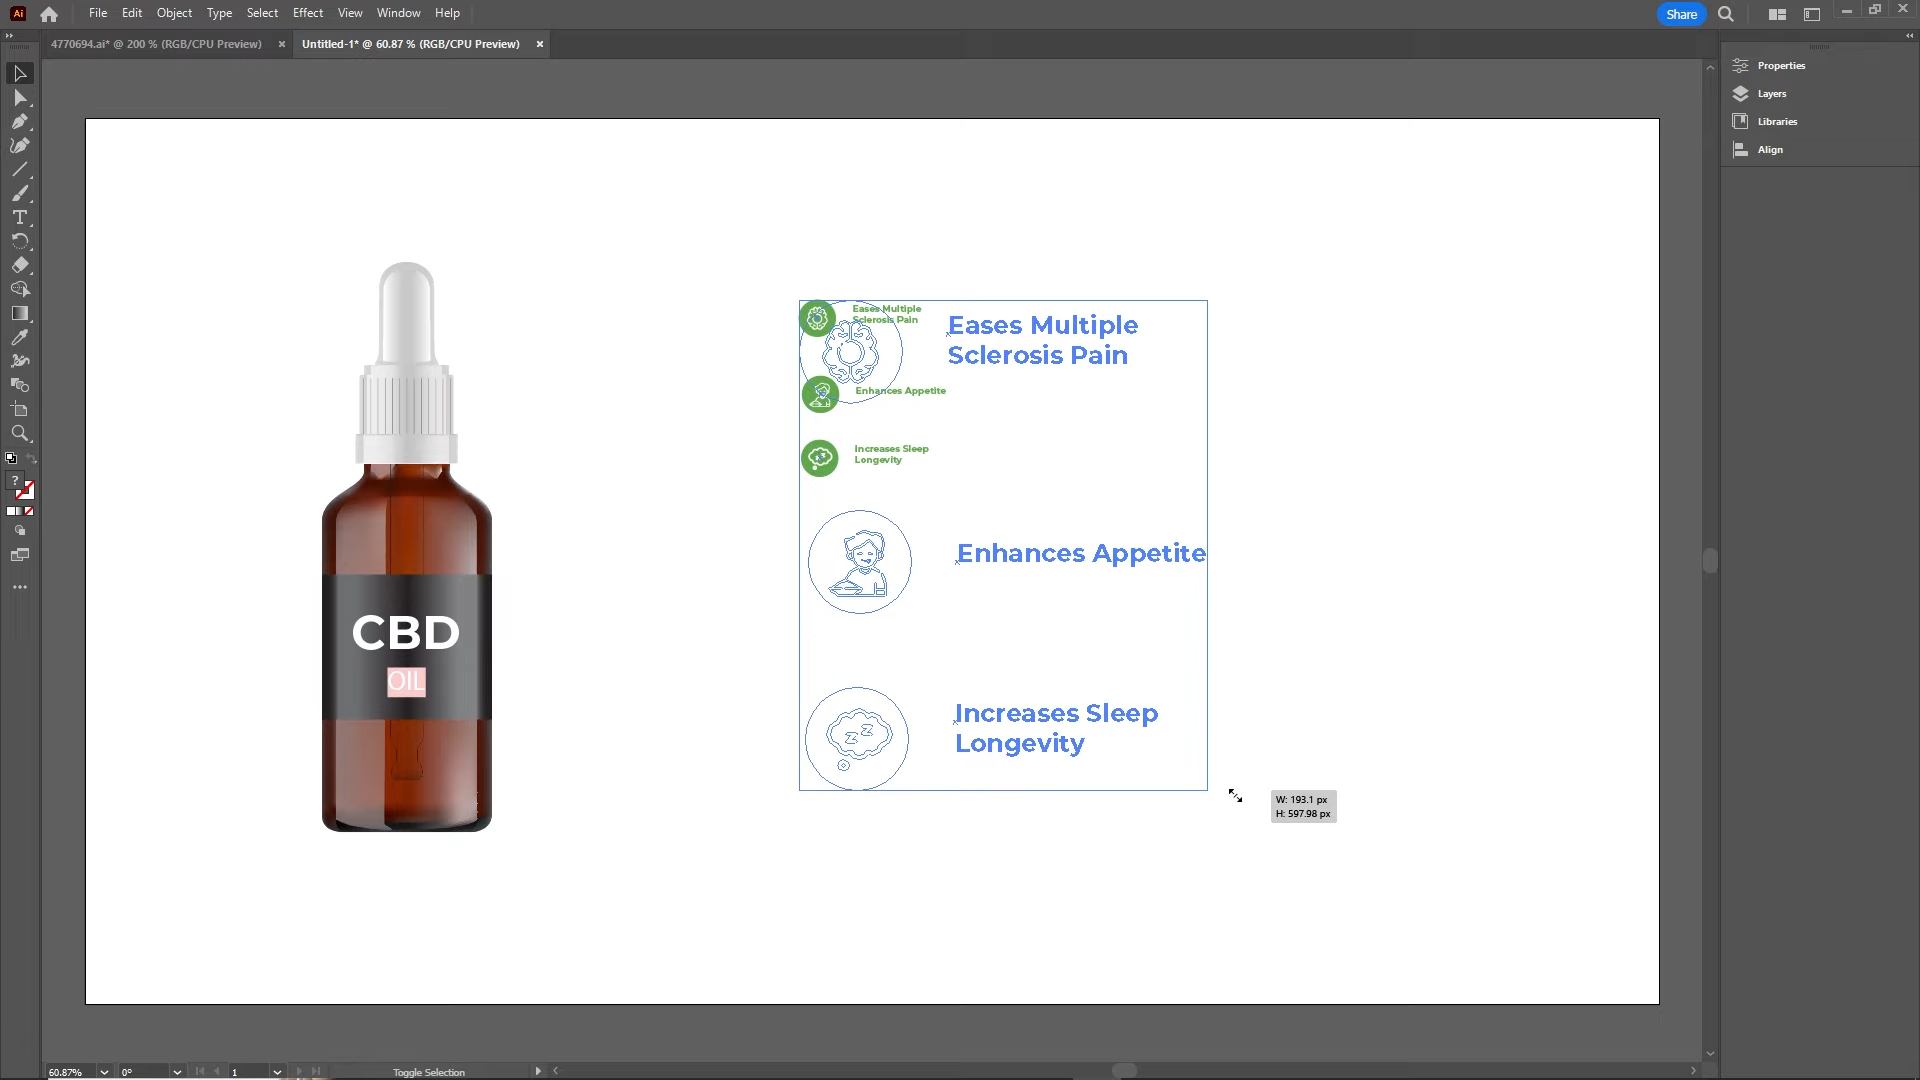 Ai
File Edit Object Type Select Effect View Window Help
Share
4770694.ai* @ 200 % (RGB/CPU Preview) ×
Untitled-1* @ 60.87 % (RGB/CPU Preview) ×
Properties
Layers
Libraries
Align
Eases Multiple
Sclerosis Pain
Eases Multiple
Sclerosis Pain
Enhances Appetite
Increases Sleep
Longevity
Enhances Appetite
Increases Sleep
Longevity
CBD
OIL
W: 193.1 px
H: 597.98 px
60.87%
0°
1
Toggle Selection